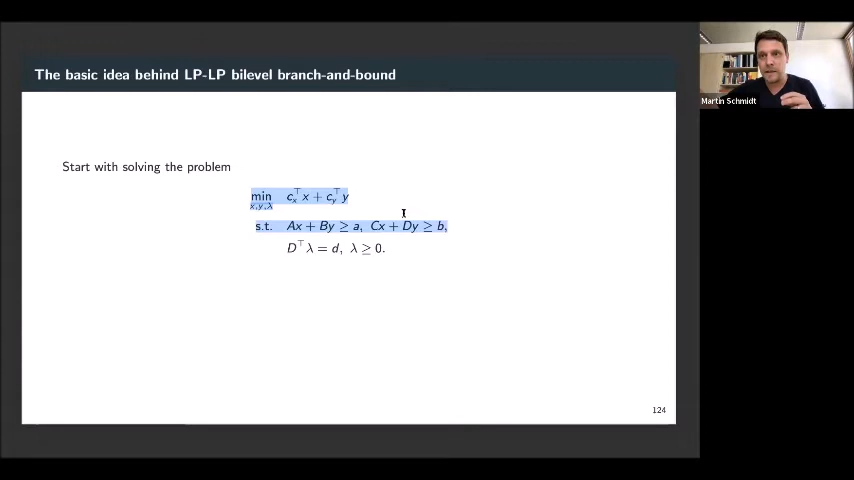 The basic idea behind LP-LP bilevel branch-and-bound
Martin Schmidt
Start with solving the problem
min c_x^⊤ x + c_y^⊤ y
x,y,λ
s.t. Ax + By ≥ a, Cx + Dy ≥ b,
D^⊤ λ = d, λ ≥ 0.
124